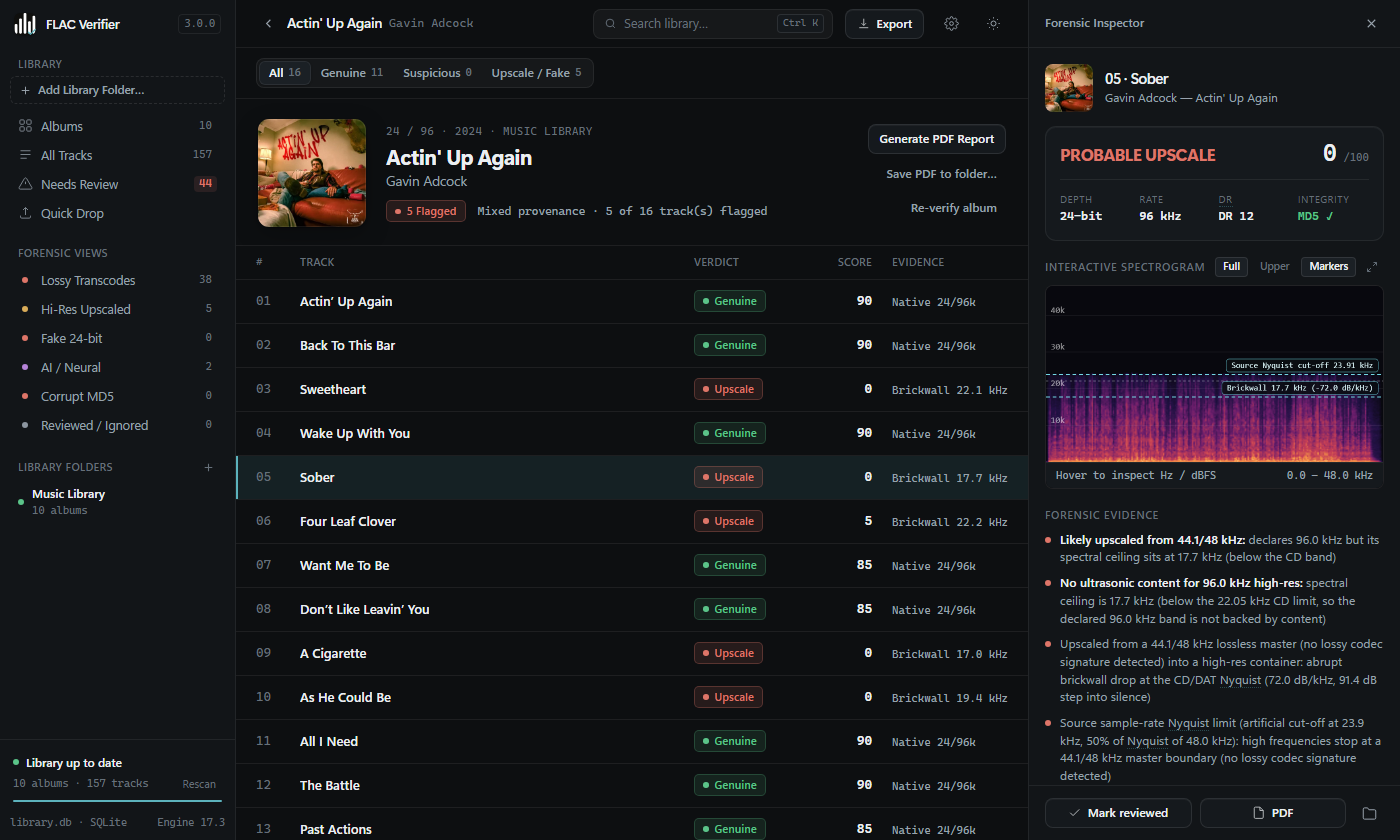 FLAC Verifier
3.0.0
LIBRARY
+ Add Library Folder...
Albums 10
All Tracks 157
Needs Review 44
Quick Drop
FORENSIC VIEWS
Lossy Transcodes 38
Hi-Res Upscaled 5
Fake 24-bit 0
AI / Neural 2
Corrupt MD5 0
Reviewed / Ignored 0
LIBRARY FOLDERS +
Music Library
10 albums
Library up to date
10 albums · 157 tracks Rescan
library.db · SQLite Engine 17.3
Actin' Up Again Gavin Adcock
Search library... Ctrl K
Export
All 16 Genuine 11 Suspicious 0 Upscale / Fake 5
ACTIN' UP
AGAIN
24 / 96 · 2024 · MUSIC LIBRARY
Actin' Up Again
Gavin Adcock
5 Flagged Mixed provenance · 5 of 16 track(s) flagged
Generate PDF Report
Save PDF to folder...
Re-verify album
# TRACK VERDICT SCORE EVIDENCE
01 Actin’ Up Again Genuine 90 Native 24/96k
02 Back To This Bar Genuine 90 Native 24/96k
03 Sweetheart Upscale 0 Brickwall 22.1 kHz
04 Wake Up With You Genuine 90 Native 24/96k
05 Sober Upscale 0 Brickwall 17.7 kHz
06 Four Leaf Clover Upscale 5 Brickwall 22.2 kHz
07 Want Me To Be Genuine 85 Native 24/96k
08 Don’t Like Leavin’ You Genuine 85 Native 24/96k
09 A Cigarette Upscale 0 Brickwall 17.0 kHz
10 As He Could Be Upscale 0 Brickwall 19.4 kHz
11 All I Need Genuine 90 Native 24/96k
12 The Battle Genuine 90 Native 24/96k
13 Past Actions Genuine 85 Native 24/96k
Forensic Inspector
05 · Sober
Gavin Adcock — Actin' Up Again
PROBABLE UPSCALE 0 /100
DEPTH RATE DR INTEGRITY
24-bit 96 kHz DR 12 MD5 ✓
INTERACTIVE SPECTROGRAM Full Upper Markers
40k
30k
Source Nyquist cut-off 23.91 kHz
20k
Brickwall 17.7 kHz (-72.0 dB/kHz)
10k
Hover to inspect Hz / dBFS 0.0 — 48.0 kHz
FORENSIC EVIDENCE
Likely upscaled from 44.1/48 kHz: declares 96.0 kHz but its
spectral ceiling sits at 17.7 kHz (below the CD band)
No ultrasonic content for 96.0 kHz high-res: spectral
ceiling is 17.7 kHz (below the 22.05 kHz CD limit, so the
declared 96.0 kHz band is not backed by content)
Upscaled from a 44.1/48 kHz lossless master (no lossy codec
signature detected) into a high-res container: abrupt
brickwall drop at the CD/DAT Nyquist (72.0 dB/kHz, 91.4 dB
step into silence)
Source sample-rate Nyquist limit (artificial cut-off at 23.9
kHz, 50% of Nyquist of 48.0 kHz): high frequencies stop at a
44.1/48 kHz master boundary (no lossy codec signature
detected)
Mark reviewed
PDF